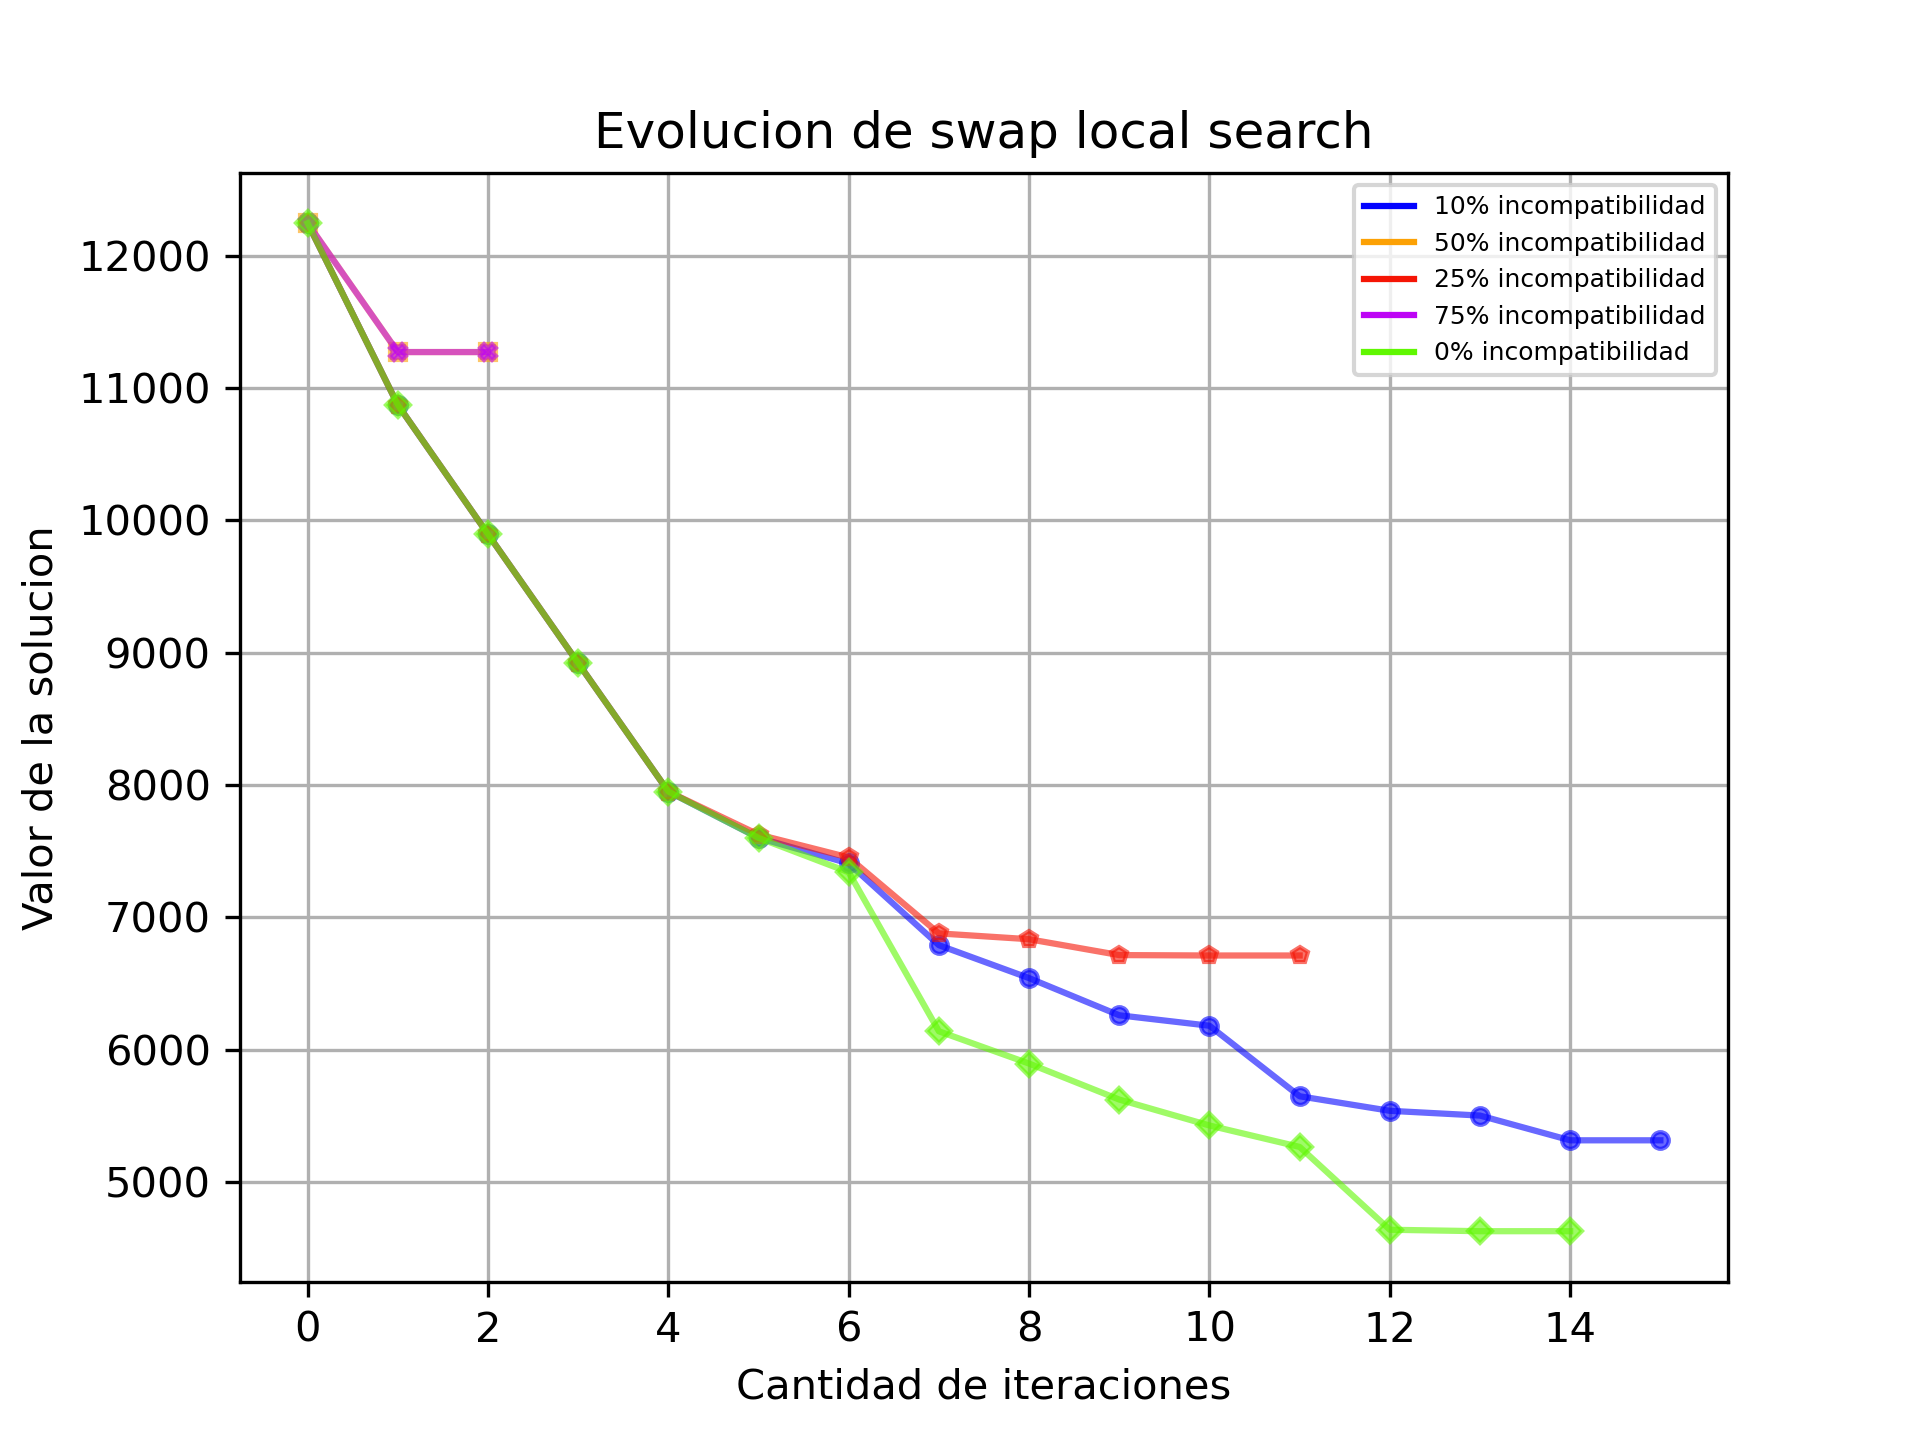 Evolucion de swap local search
10% incompatibilidad
50% incompatibilidad
25% incompatibilidad
75% incompatibilidad
0% incompatibilidad
Valor de la solucion
12000
11000
10000
9000
8000
7000
6000
5000
0 2 4 6 8 10 12 14
Cantidad de iteraciones